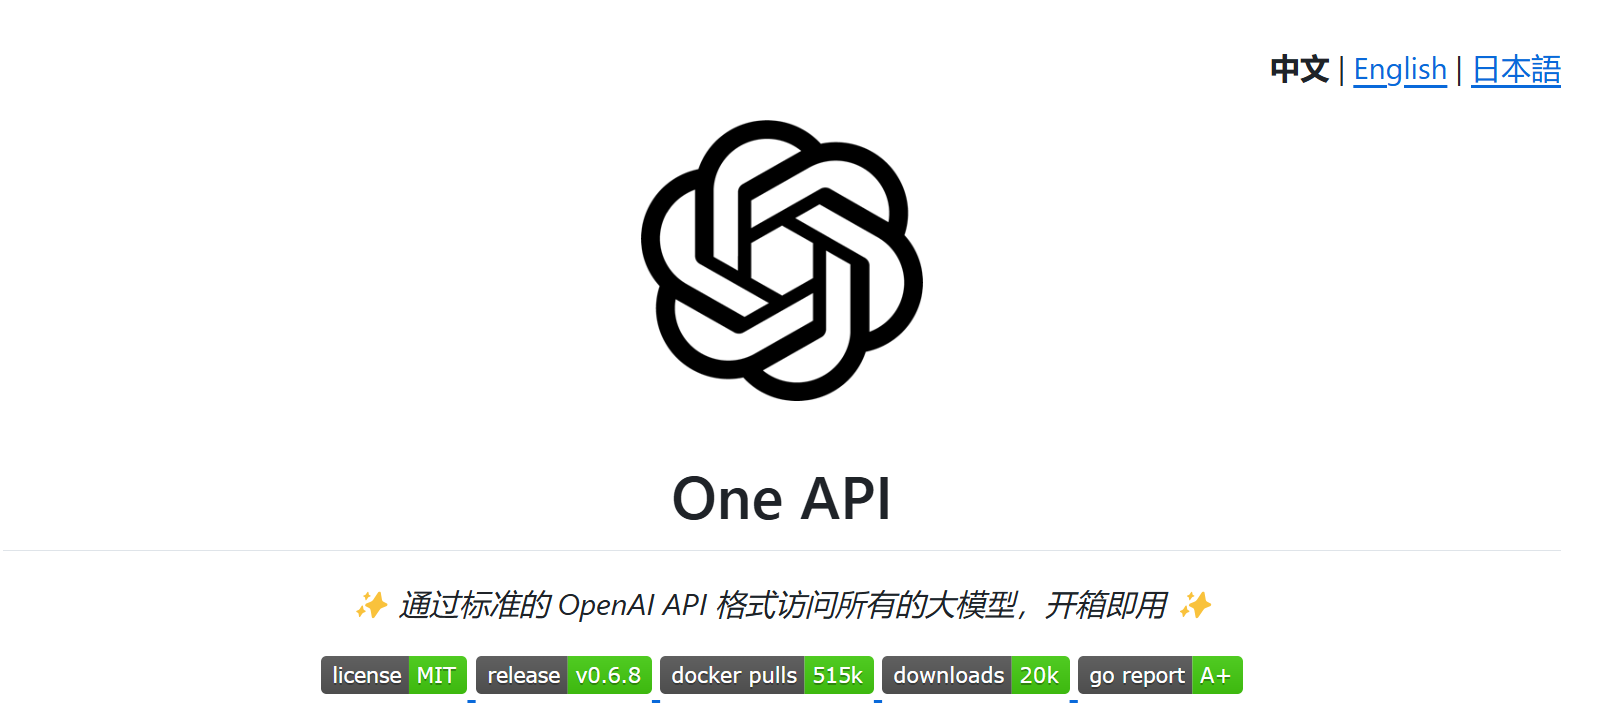 中文 | English | 日本語
One API
✨ 通过标准的 OpenAI API 格式访问所有的大模型，开箱即用 ✨
license MIT release v0.6.8 docker pulls 515k downloads 20k go report A+